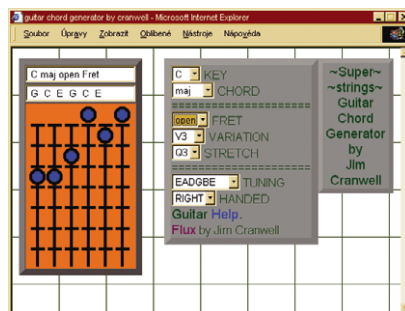 guitar chord generator by cranwell - Microsoft Internet Explorer
Soubor Úpravy Zobrazit Oblíbené Nástroje Nápověda
C maj open Fret
G C E G C E
C KEY
maj CHORD
open FRET
V3 VARIATION
Q3 STRETCH
EADGBE TUNING
RIGHT HANDED
Guitar Help.
Flux by Jim Cranwell
~Super~
~strings~
Guitar
Chord
Generator
by
Jim
Cranwell